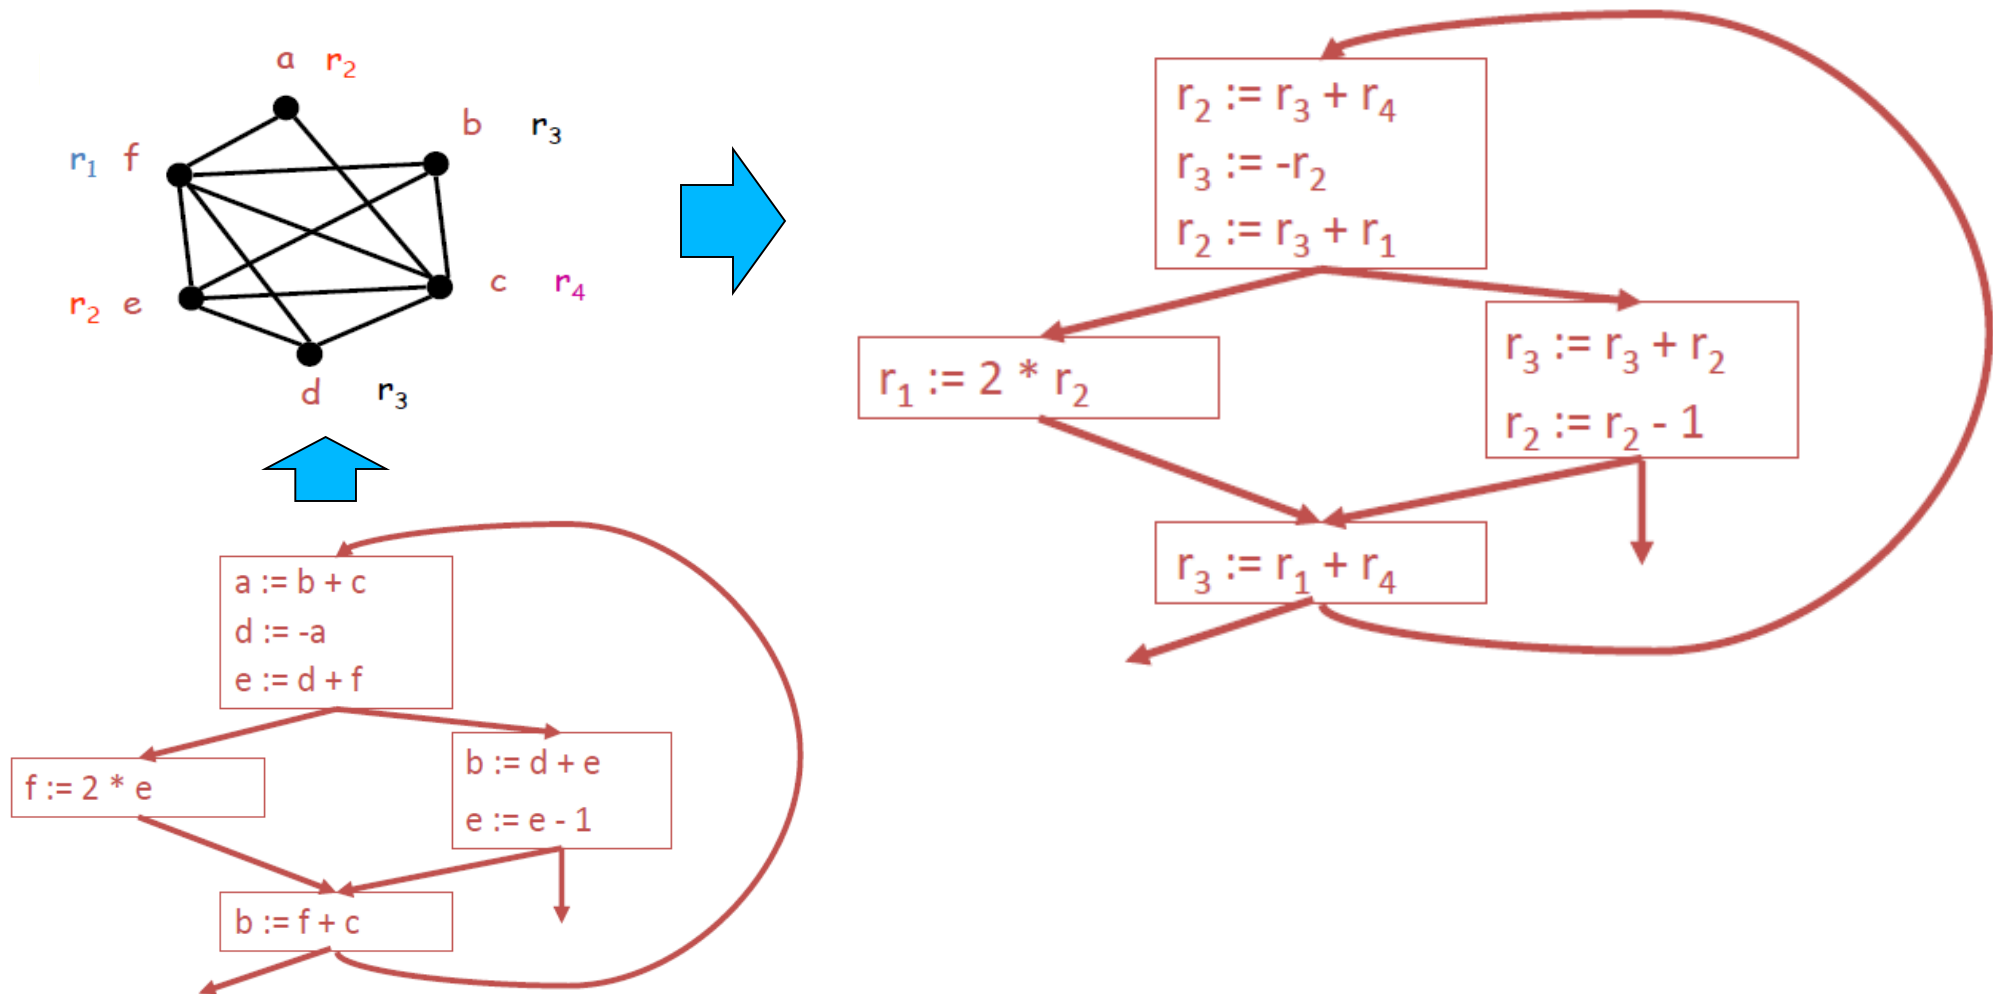 a r₂
b r₃
r₁ f
c r₄
r₂ e
d r₃
r₂ := r₃ + r₄
r₃ := -r₂
r₂ := r₃ + r₁
r₁ := 2 * r₂
r₃ := r₃ + r₂
r₂ := r₂ - 1
r₃ := r₁ + r₄
a := b + c
d := -a
e := d + f
f := 2 * e
b := d + e
e := e - 1
b := f + c